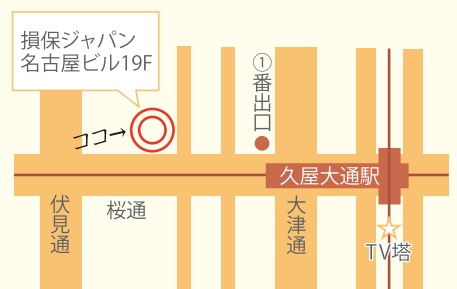 損保ジャパン
名古屋ビル19F
ココ→
①番出口
久屋大通駅
伏見通
桜通
大津通
TV塔